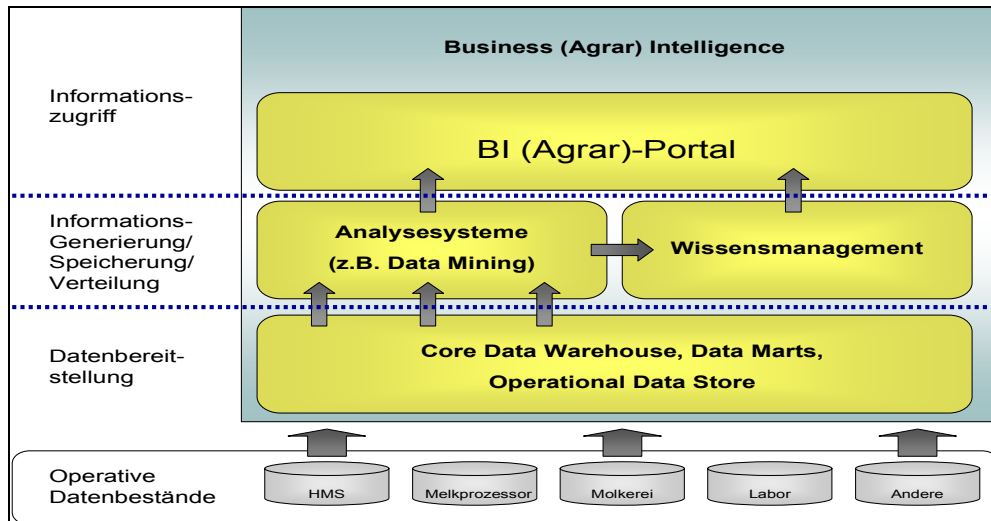 Business (Agrar) Intelligence
Informations-
zugriff
BI (Agrar)-Portal
Informations-
Generierung/
Speicherung/
Verteilung
Analysesysteme
(z.B. Data Mining)
Wissensmanagement
Datenbereit-
stellung
Core Data Warehouse, Data Marts,
Operational Data Store
Operative
Datenbestände
HMS
Melkprozessor
Molkerei
Labor
Andere